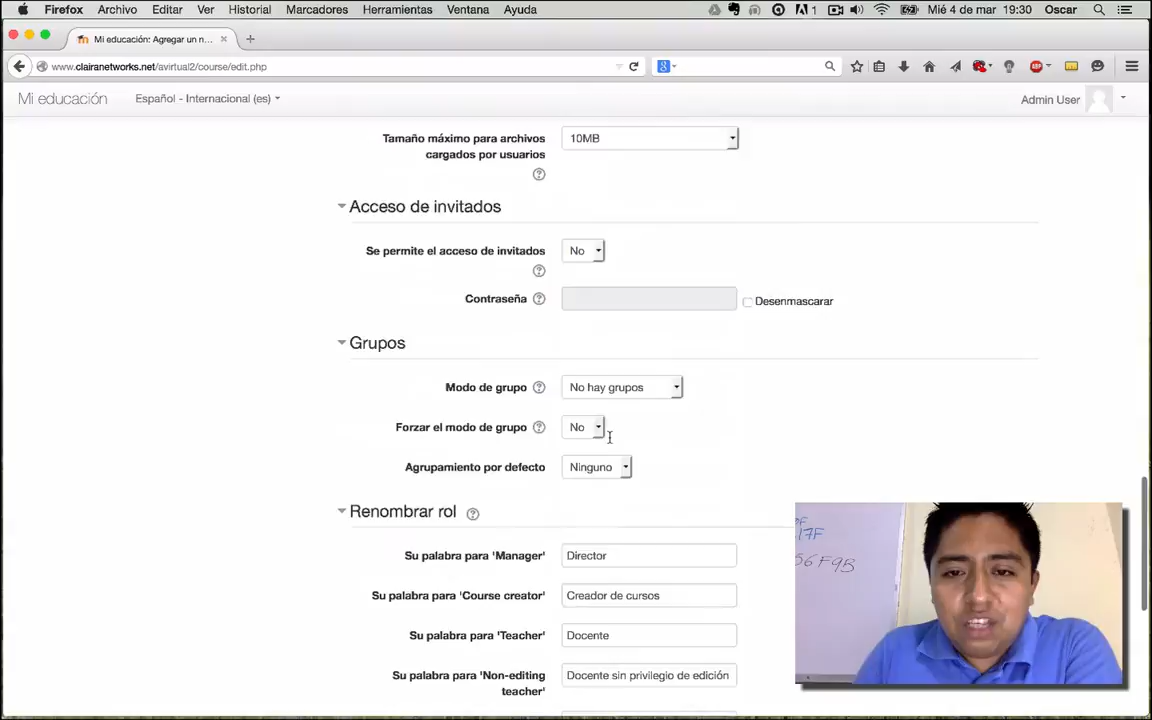 Firefox Archivo Editar Ver Historial Marcadores Herramientas Ventana Ayuda 1 Mié 4 de mar 19:30 Oscar
Mi educación: Agregar un n...
www.clairanetworks.net/avirtual2/course/edit.php
Mi educación Español - Internacional (es) Admin User
Tamaño máximo para archivos
cargados por usuarios
10MB
Acceso de invitados
Se permite el acceso de invitados No
Contraseña Desenmascarar
Grupos
Modo de grupo No hay grupos
Forzar el modo de grupo No
Agrupamiento por defecto Ninguno
Renombrar rol
Su palabra para 'Manager' Director
Su palabra para 'Course creator' Creador de cursos
Su palabra para 'Teacher' Docente
Su palabra para 'Non-editing
teacher'
Docente sin privilegio de edición
17F
56F9B